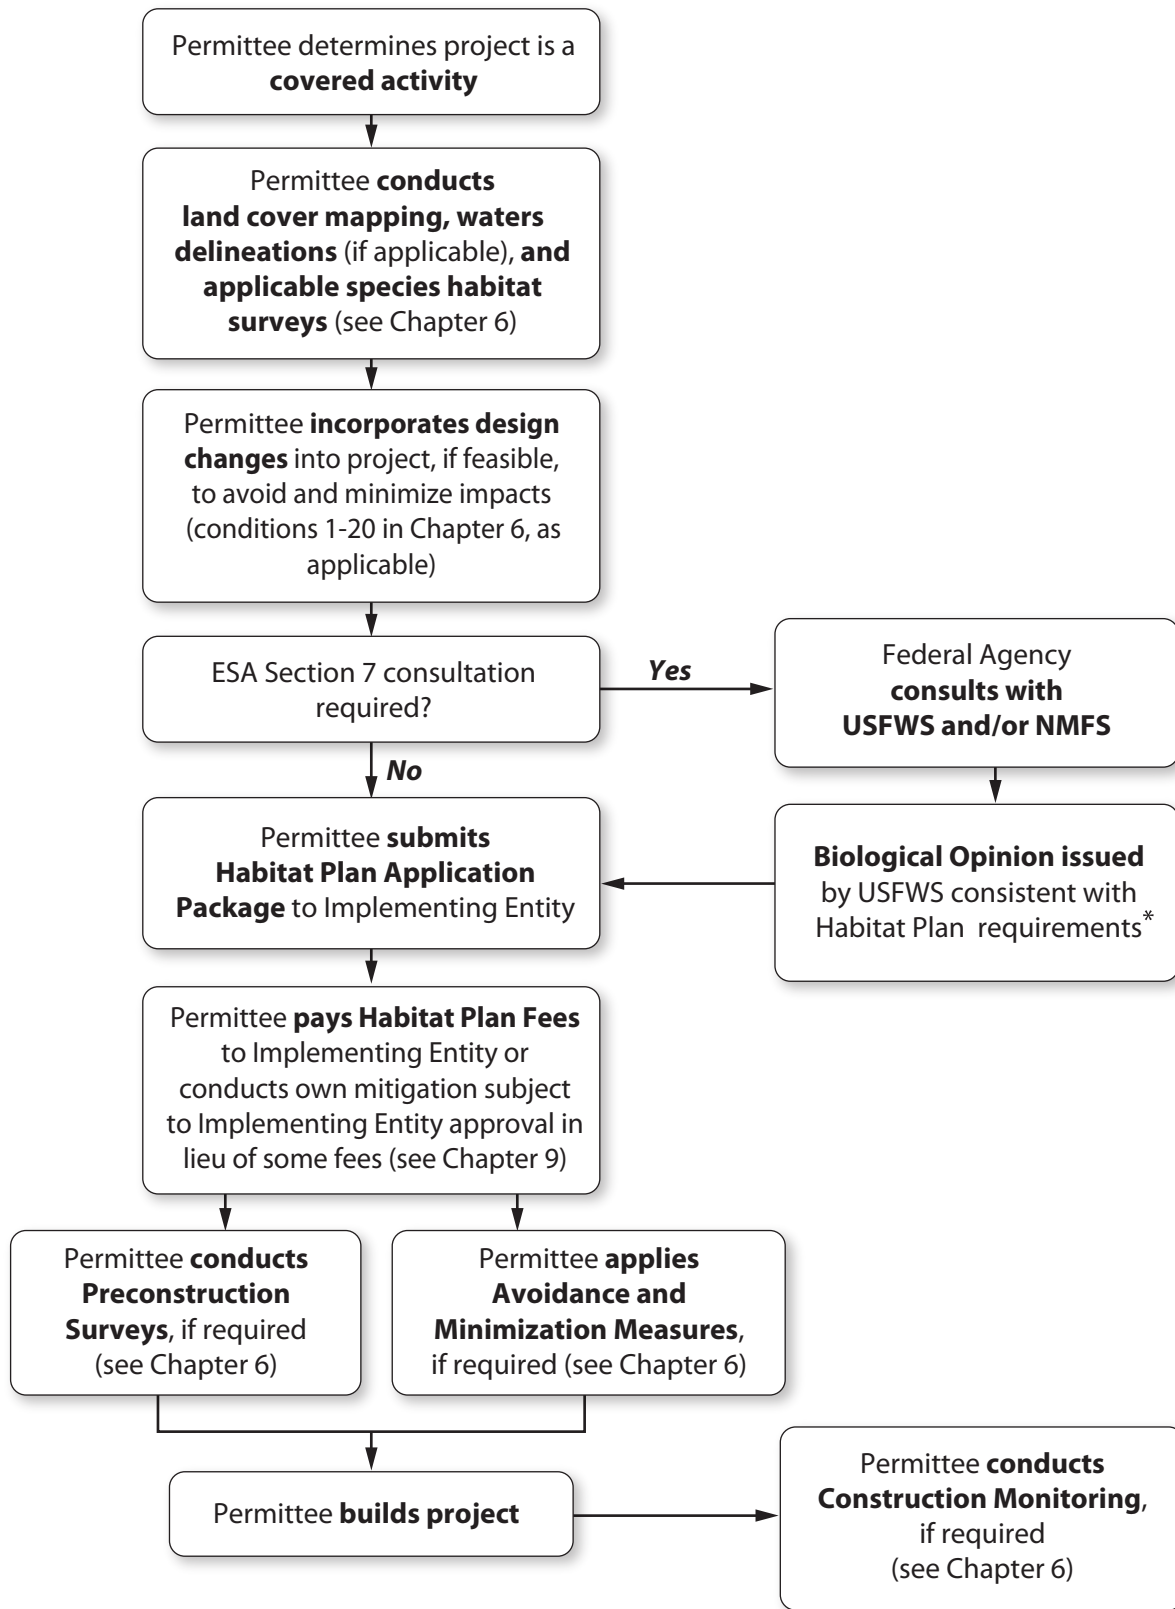 Permittee determines project is a
covered activity
Permittee conducts
land cover mapping, waters
delineations (if applicable), and
applicable species habitat
surveys (see Chapter 6)
Permittee incorporates design
changes into project, if feasible,
to avoid and minimize impacts
(conditions 1-20 in Chapter 6, as
applicable)
ESA Section 7 consultation
required?
Yes
Federal Agency
consults with
USFWS and/or NMFS
No
Permittee submits
Habitat Plan Application
Package to Implementing Entity
Biological Opinion issued
by USFWS consistent with
Habitat Plan requirements*
Permittee pays Habitat Plan Fees
to Implementing Entity or
conducts own mitigation subject
to Implementing Entity approval in
lieu of some fees (see Chapter 9)
Permittee conducts
Preconstruction
Surveys, if required
(see Chapter 6)
Permittee applies
Avoidance and
Minimization Measures,
if required (see Chapter 6)
Permittee builds project
Permittee conducts
Construction Monitoring,
if required
(see Chapter 6)